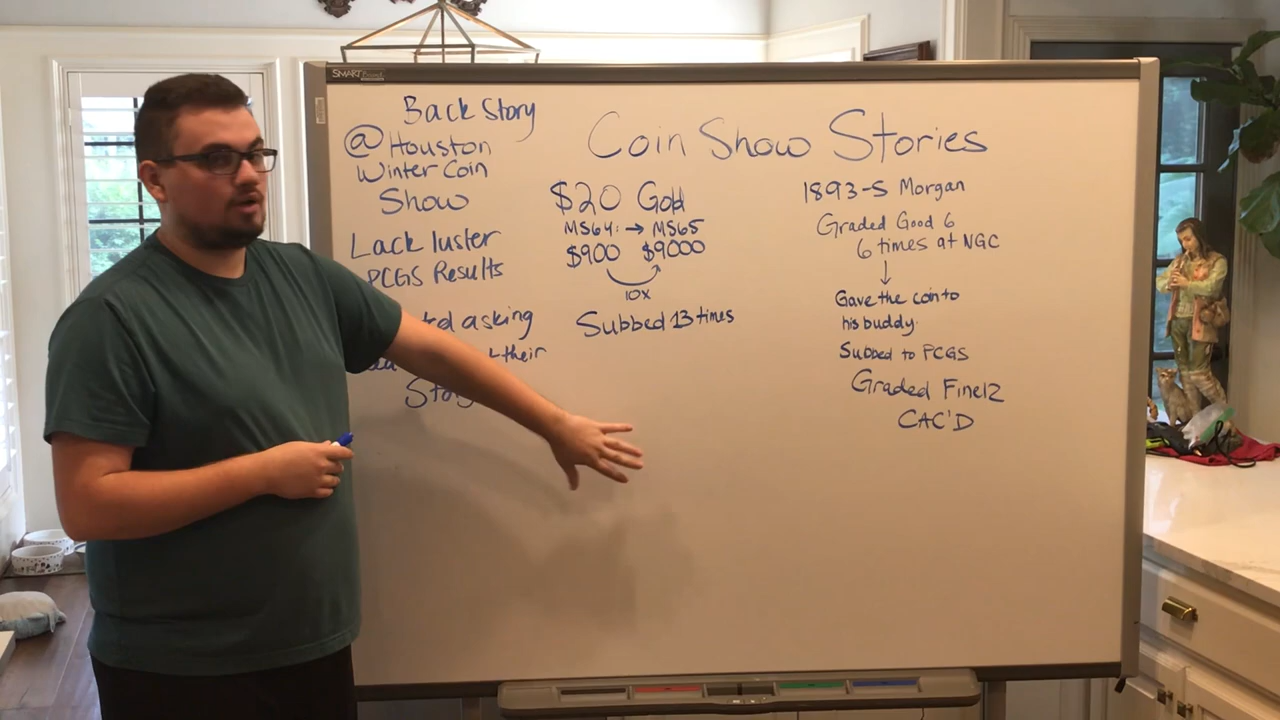 SMART Board
Back Story
@ Houston
Winter Coin
Show
Lack luster
PCGS Results
asking
their
Coin Show Stories
$20 Gold
MS64: → MS65
$900 $9000
10x
Subbed 13 times
1893-S Morgan
Graded Good 6
6 times at NGC
↓
Gave the coin to
his buddy.
Subbed to PCGS
Graded Fine12
CAC'D